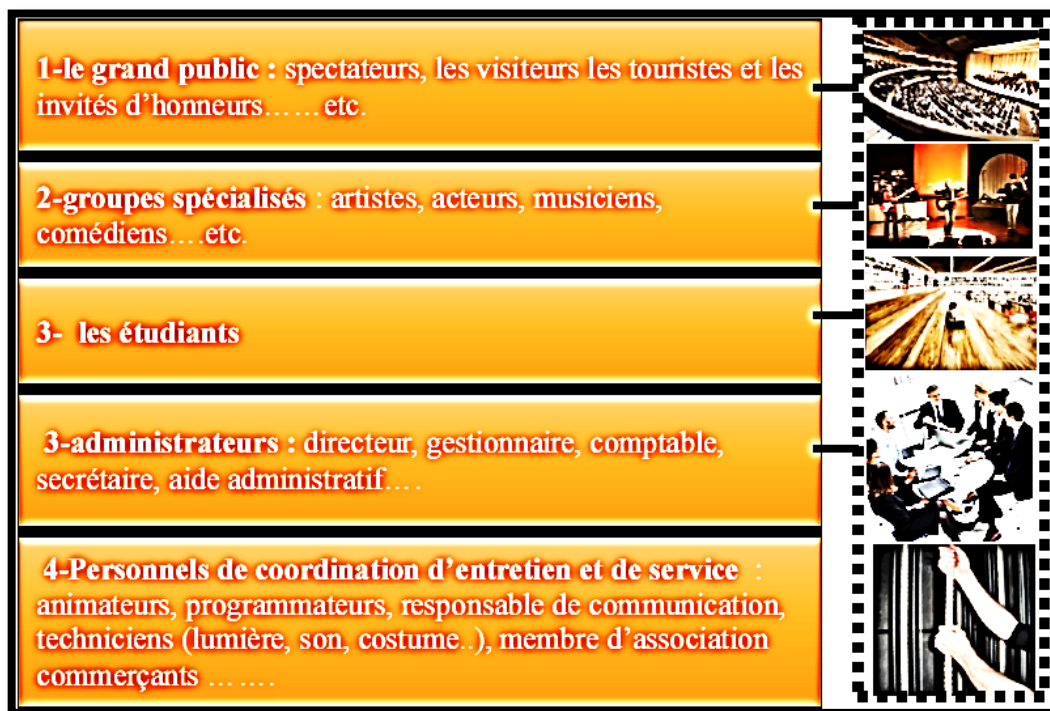 1-le grand public : spectateurs, les visiteurs les touristes et les
invités d’honneurs……etc.
2-groupes spécialisés : artistes, acteurs, musiciens,
comédiens….etc.
3- les étudiants
3-administrateurs : directeur, gestionnaire, comptable,
secrétaire, aide administratif….
4-Personnels de coordination d’entretien et de service :
animateurs, programmateurs, responsable de communication,
techniciens (lumière, son, costume..), membre d’association
commerçants …….